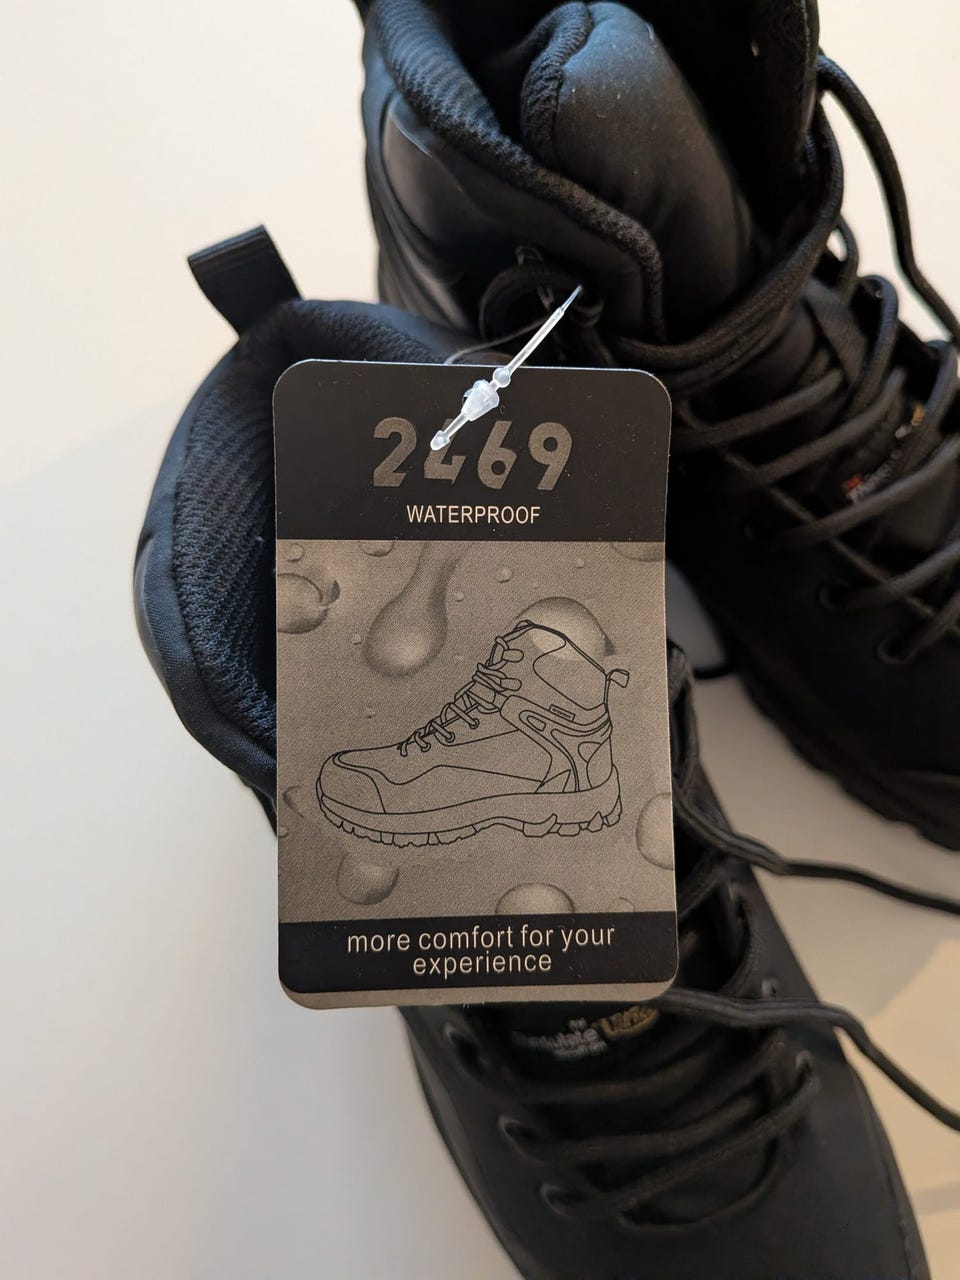 2469
WATERPROOF
more comfort for your
experience